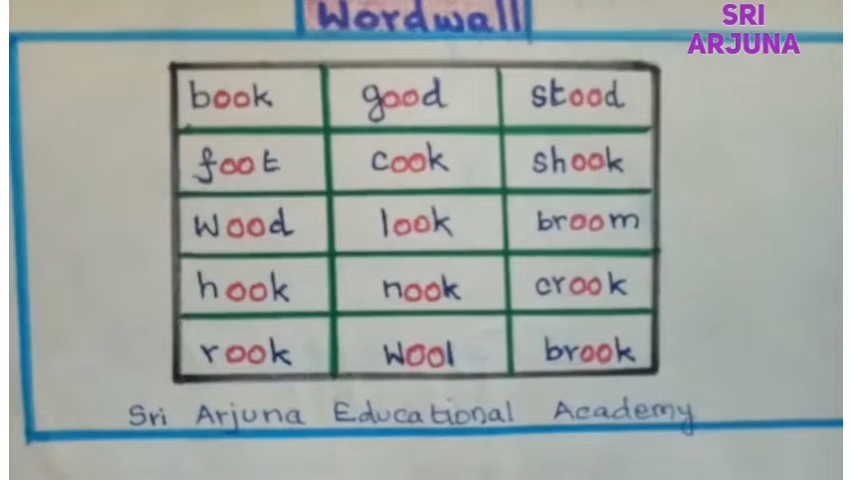 Wordwall
SRI
ARJUNA
book good stood
foot cook shook
wood look broom
hook nook crook
rook wool brook
Sri Arjuna Educational Academy